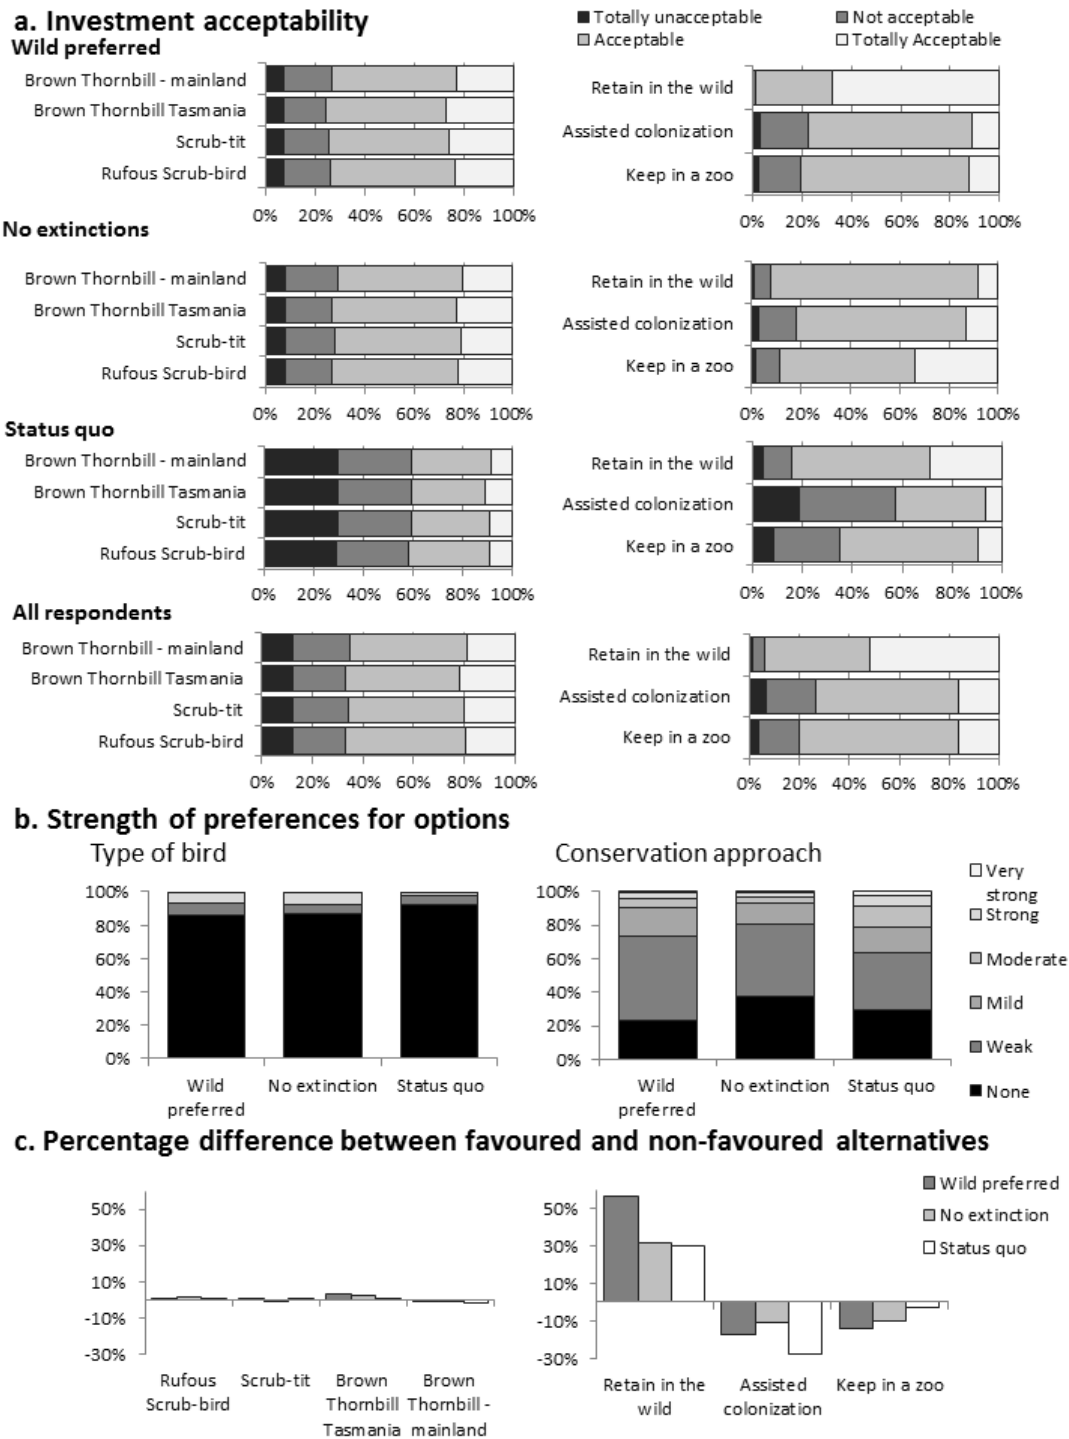 a. Investment acceptability
Totally unacceptable
Not acceptable
Acceptable
Totally Acceptable
Wild preferred
Brown Thornbill - mainland
Brown Thornbill Tasmania
Scrub-tit
Rufous Scrub-bird
0% 20% 40% 60% 80% 100%
Retain in the wild
Assisted colonization
Keep in a zoo
0% 20% 40% 60% 80% 100%
No extinctions
Brown Thornbill - mainland
Brown Thornbill Tasmania
Scrub-tit
Rufous Scrub-bird
0% 20% 40% 60% 80% 100%
Retain in the wild
Assisted colonization
Keep in a zoo
0% 20% 40% 60% 80% 100%
Status quo
Brown Thornbill - mainland
Brown Thornbill Tasmania
Scrub-tit
Rufous Scrub-bird
0% 20% 40% 60% 80% 100%
Retain in the wild
Assisted colonization
Keep in a zoo
0% 20% 40% 60% 80% 100%
All respondents
Brown Thornbill - mainland
Brown Thornbill Tasmania
Scrub-tit
Rufous Scrub-bird
0% 20% 40% 60% 80% 100%
Retain in the wild
Assisted colonization
Keep in a zoo
0% 20% 40% 60% 80% 100%
b. Strength of preferences for options
Type of bird
100%
80%
60%
40%
20%
0%
Wild
preferred
No extinction
Status quo
Conservation approach
100%
80%
60%
40%
20%
0%
Wild
preferred
No extinction
Status quo
Very
strong
Strong
Moderate
Mild
Weak
None
c. Percentage difference between favoured and non-favoured alternatives
50%
30%
10%
-10%
-30%
Rufous
Scrub-bird
Scrub-tit
Brown
Thornbill
Tasmania
Brown
Thornbill -
mainland
50%
30%
10%
-10%
-30%
Retain in the
wild
Assisted
colonization
Keep in a zoo
Wild preferred
No extinction
Status quo